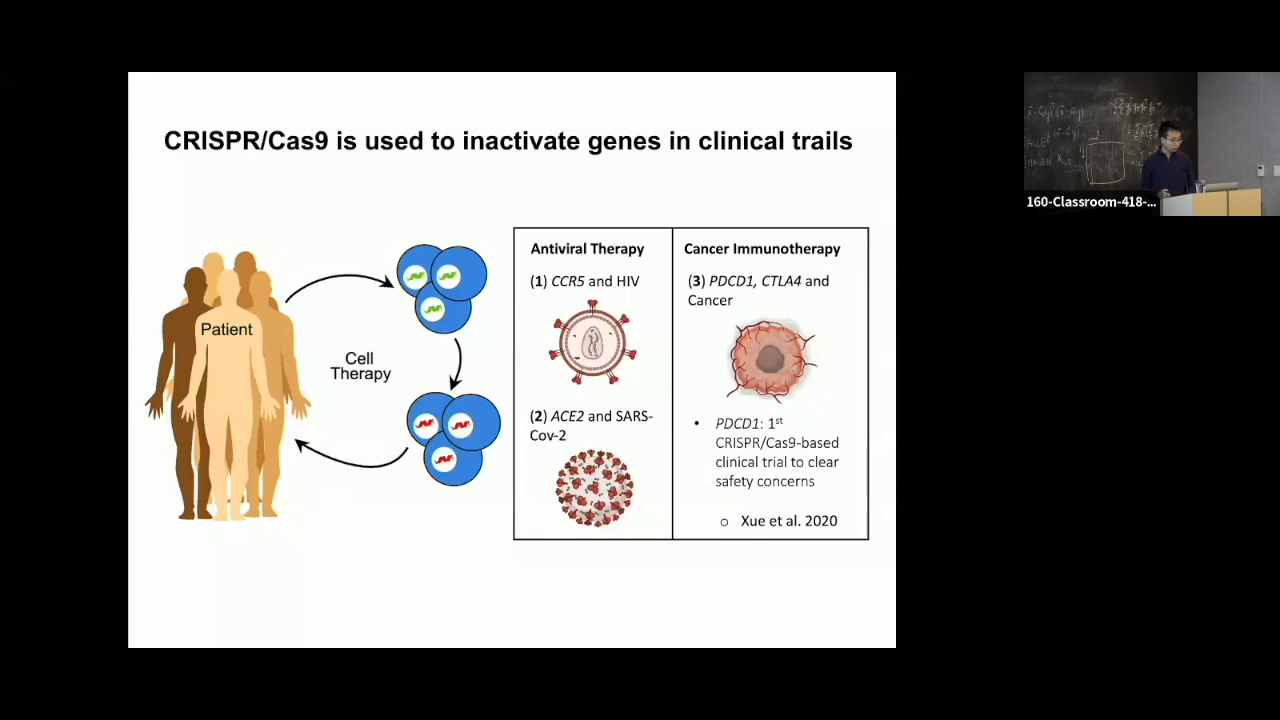 CRISPR/Cas9 is used to inactivate genes in clinical trails
Patient
Cell
Therapy
Antiviral Therapy
(1) CCR5 and HIV
(2) ACE2 and SARS-
Cov-2
Cancer Immunotherapy
(3) PDCD1, CTLA4 and
Cancer
• PDCD1: 1st
CRISPR/Cas9-based
clinical trial to clear
safety concerns
o Xue et al. 2020
160-Classroom-418-...